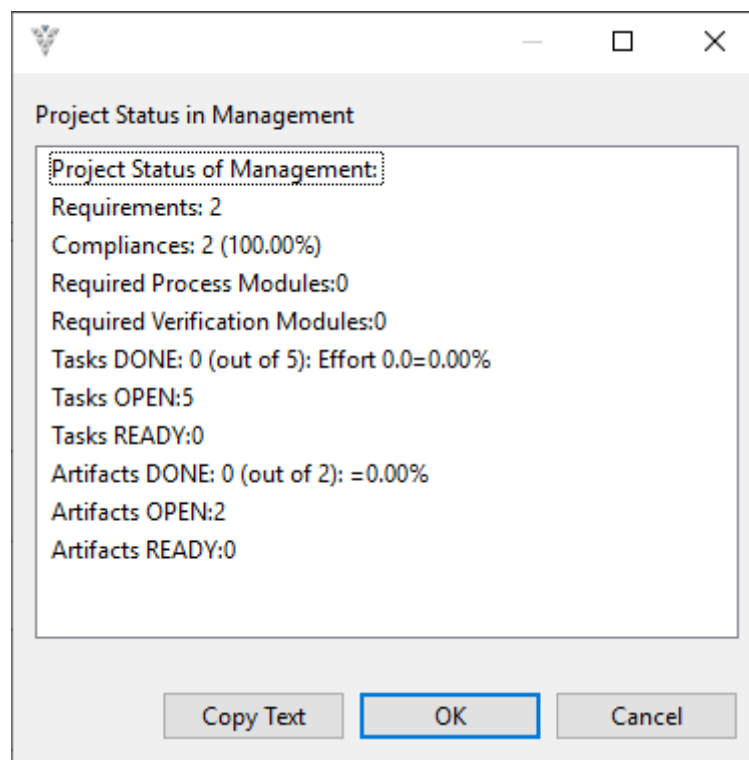 Project Status in Management
Project Status of Management:
Requirements: 2
Compliances: 2 (100.00%)
Required Process Modules:0
Required Verification Modules:0
Tasks DONE: 0 (out of 5): Effort 0.0=0.00%
Tasks OPEN:5
Tasks READY:0
Artifacts DONE: 0 (out of 2): =0.00%
Artifacts OPEN:2
Artifacts READY:0
Copy Text OK Cancel